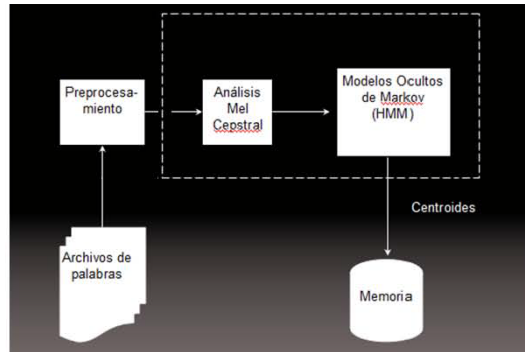 Preprocesa-
miento
Análisis
Mel
Cepstral
Modelos Ocultos
de Markov
(HMM)
Centroides
Archivos de
palabras
Memoria